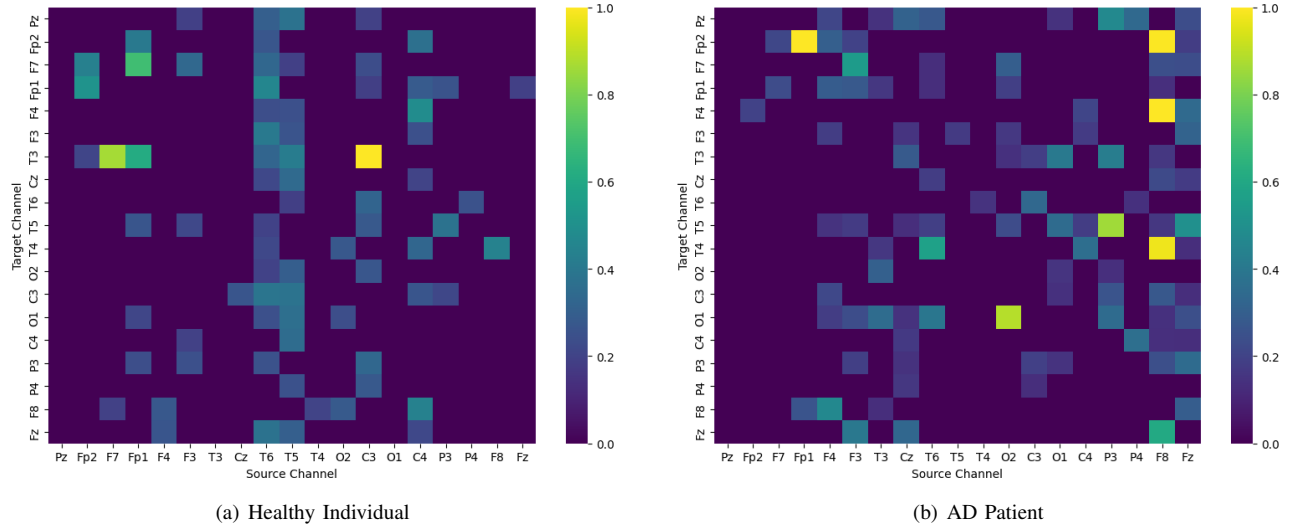 Target Channel
Pz
Fp2
F7
Fp1
F4
F3
T3
Cz
T6
T5
T4
O2
C3
O1
C4
P3
P4
F8
Fz
Pz Fp2 F7 Fp1 F4 F3 T3 Cz T6 T5 T4 O2 C3 O1 C4 P3 P4 F8 Fz
Source Channel
1.0
0.8
0.6
0.4
0.2
0.0
(a) Healthy Individual
Target Channel
Pz
Fp2
F7
Fp1
F4
F3
T3
Cz
T6
T5
T4
O2
C3
O1
C4
P3
P4
F8
Fz
Pz Fp2 F7 Fp1 F4 F3 T3 Cz T6 T5 T4 O2 C3 O1 C4 P3 P4 F8 Fz
Source Channel
1.0
0.8
0.6
0.4
0.2
0.0
(b) AD Patient